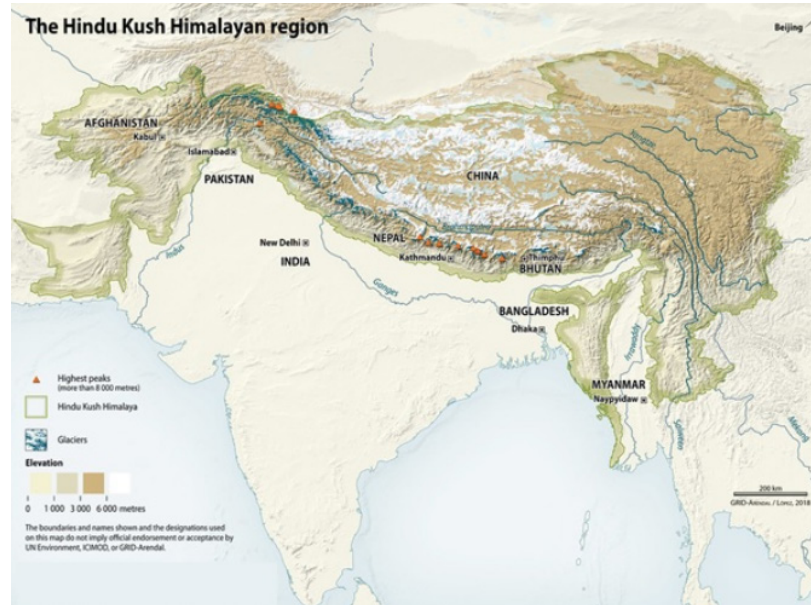 The Hindu Kush Himalayan region
Beijing
AFGHANISTAN
Kabul
Islamabad
PAKISTAN
CHINA
Indus
New Delhi
INDIA
NEPAL
Kathmandu
Thimphu
BHUTAN
Ganges
BANGLADESH
Dhaka
Irrawaddy
MYANMAR
Naypyidaw
Salween
Mekong
Highest peaks
(more than 8 000 metres)
Hindu Kush Himalaya
Glaciers
Elevation
0 1 000 3 000 6 000 metres
The boundaries and names shown and the designations used
on this map do not imply official endorsement or acceptance by
UN Environment, ICIMOD, or GRID-Arendal.
200 km
GRID-ARENDAL / LOPEZ, 2018